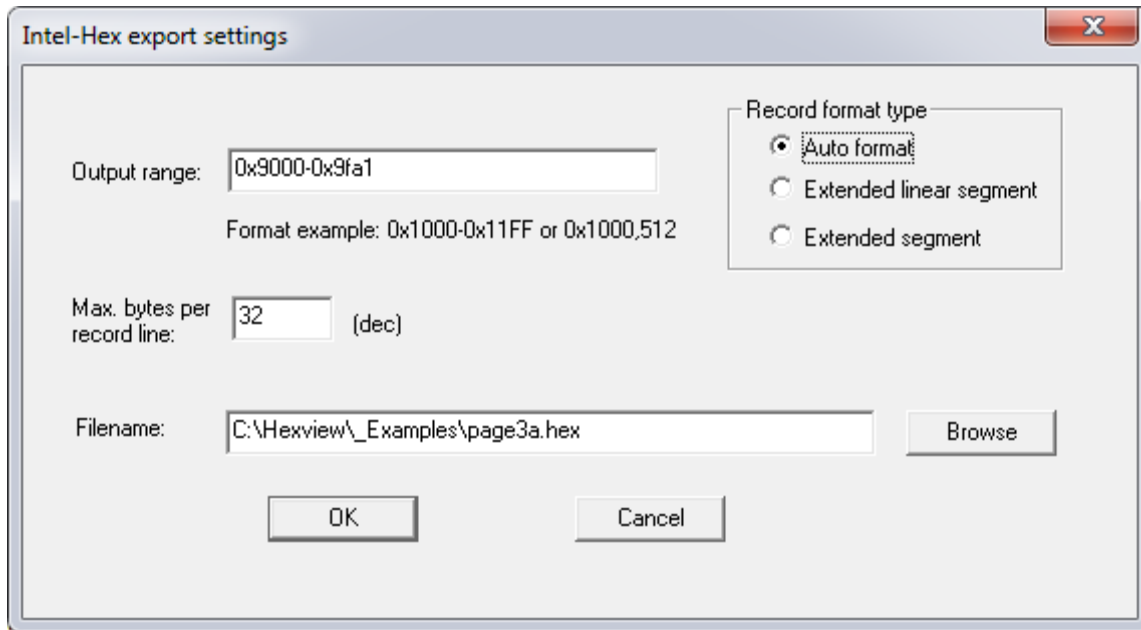 Intel-Hex export settings
Record format type
Auto format
Extended linear segment
Extended segment
Output range: 0x9000-0x9fa1
Format example: 0x1000-0x11FF or 0x1000,512
Max. bytes per
record line:
32 (dec)
Filename: C:\Hexview\_Examples\page3a.hex Browse
OK Cancel